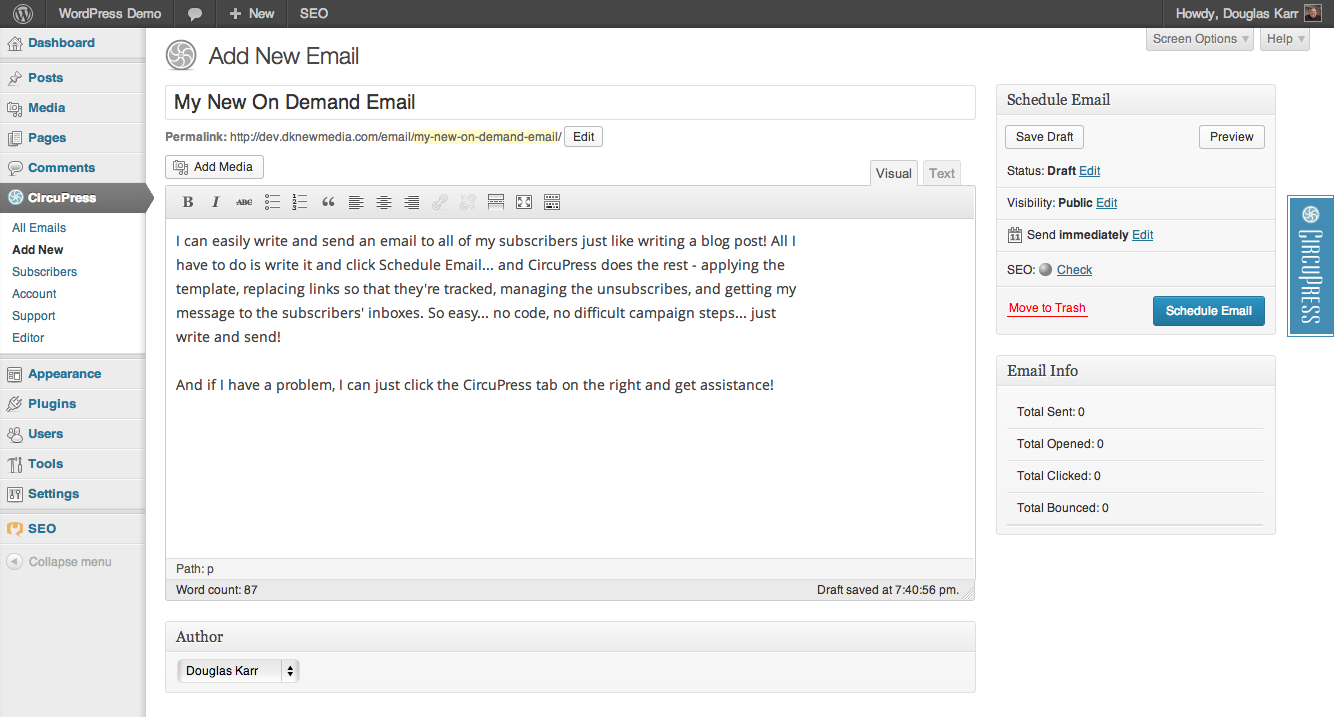 WordPress Demo
New
SEO
Howdy, Douglas Karr
Dashboard
Posts
Media
Pages
Comments
CircuPress
All Emails
Add New
Subscribers
Account
Support
Editor
Appearance
Plugins
Users
Tools
Settings
SEO
Collapse menu
Screen Options
Help
Add New Email
My New On Demand Email
Permalink: http://dev.dknewmedia.com/email/my-new-on-demand-email/ Edit
Add Media
Visual
Text
B I ABC
I can easily write and send an email to all of my subscribers just like writing a blog post! All I
have to do is write it and click Schedule Email... and CircuPress does the rest - applying the
template, replacing links so that they're tracked, managing the unsubscribes, and getting my
message to the subscribers' inboxes. So easy... no code, no difficult campaign steps... just
write and send!
And if I have a problem, I can just click the CircuPress tab on the right and get assistance!
Path: p
Word count: 87
Draft saved at 7:40:56 pm.
Author
Douglas Karr
Schedule Email
Save Draft
Preview
Status: Draft Edit
Visibility: Public Edit
11 Send immediately Edit
SEO: Check
Move to Trash
Schedule Email
Email Info
Total Sent: 0
Total Opened: 0
Total Clicked: 0
Total Bounced: 0
CIRCUPRESS